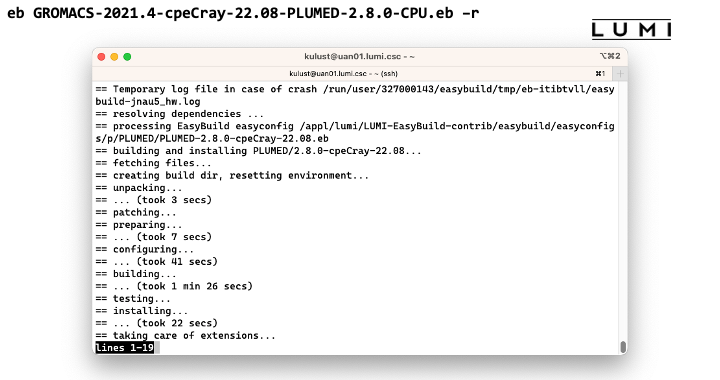 eb GROMACS-2021.4-cpeCray-22.08-PLUMED-2.8.0-CPU.eb –r
LUMI
kulust@uan01.lumi.csc - ~
⌥⌘2
kulust@uan01.lumi.csc - ~ (ssh)
⌘1
+
== Temporary log file in case of crash /run/user/327000143/easybuild/tmp/eb-itibtvll/easy
build-jnau5_hw.log
== resolving dependencies ...
== processing EasyBuild easyconfig /appl/lumi/LUMI-EasyBuild-contrib/easybuild/easyconfig
s/p/PLUMED/PLUMED-2.8.0-cpeCray-22.08.eb
== building and installing PLUMED/2.8.0-cpeCray-22.08...
== fetching files...
== creating build dir, resetting environment...
== unpacking...
== ... (took 3 secs)
== patching...
== preparing...
== ... (took 7 secs)
== configuring...
== ... (took 41 secs)
== building...
== ... (took 1 min 26 secs)
== testing...
== installing...
== ... (took 22 secs)
== taking care of extensions...
lines 1-19